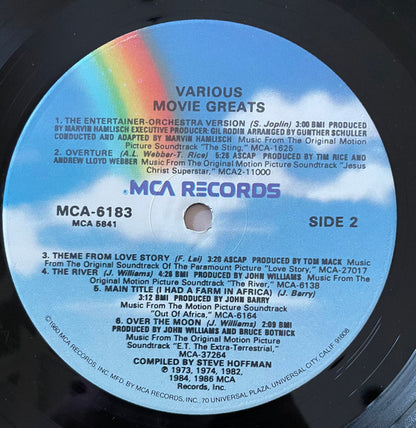 VARIOUS
MOVIE GREATS
1. THE ENTERTAINER-ORCHESTRA VERSION (S. Joplin) 3:00 BMI PRODUCED
BY MARVIN HAMLISCH EXECUTIVE PRODUCER: GIL RODIN ARRANGED BY GUNTHER SCHULLER
CONDUCTED AND ADAPTED BY MARVIN HAMLISCH Music From The Original Motion
Picture Soundtrack "The Sting," MCA-1625
2. OVERTURE (A.L. Webber-T. Rice) 5:28 ASCAP PRODUCED BY TIM RICE AND
ANDREW LLOYD WEBBER Music From the Motion Picture Soundtrack "Jesus
Christ Superstar," MCA2-11000
MCA RECORDS
MCA-6183
MCA 5841
SIDE 2
3. THEME FROM LOVE STORY (F. Lai) 3:28 ASCAP PRODUCED BY TOM MACK Music
From The Original Soundtrack Of The Paramount Picture "Love Story," MCA-27017
4. THE RIVER (J. Williams) 4:26 BMI PRODUCED BY JOHN WILLIAMS Music From
The Original Motion Picture Soundtrack "The River," MCA-6138
5. MAIN TITLE (I HAD A FARM IN AFRICA) (J. Barry)
3:12 BMI PRODUCED BY JOHN BARRY
Music From The Motion Picture Soundtrack
"Out Of Africa," MCA-6164
6. OVER THE MOON (J. Williams) 2:09 BMI
PRODUCED BY JOHN WILLIAMS AND BRUCE BOTNICK
Music From The Original Motion Picture
Soundtrack "E.T. The Extra-Terrestrial,"
MCA-37264
COMPILED BY STEVE HOFFMAN
℗ 1973, 1974, 1982,
1984, 1986 MCA
Records, Inc.
©1980 MCA RECORDS, INC. MFG. BY MCA RECORDS, INC., 70 UNIVERSAL PLAZA, UNIVERSAL CITY, CALIF. 91608